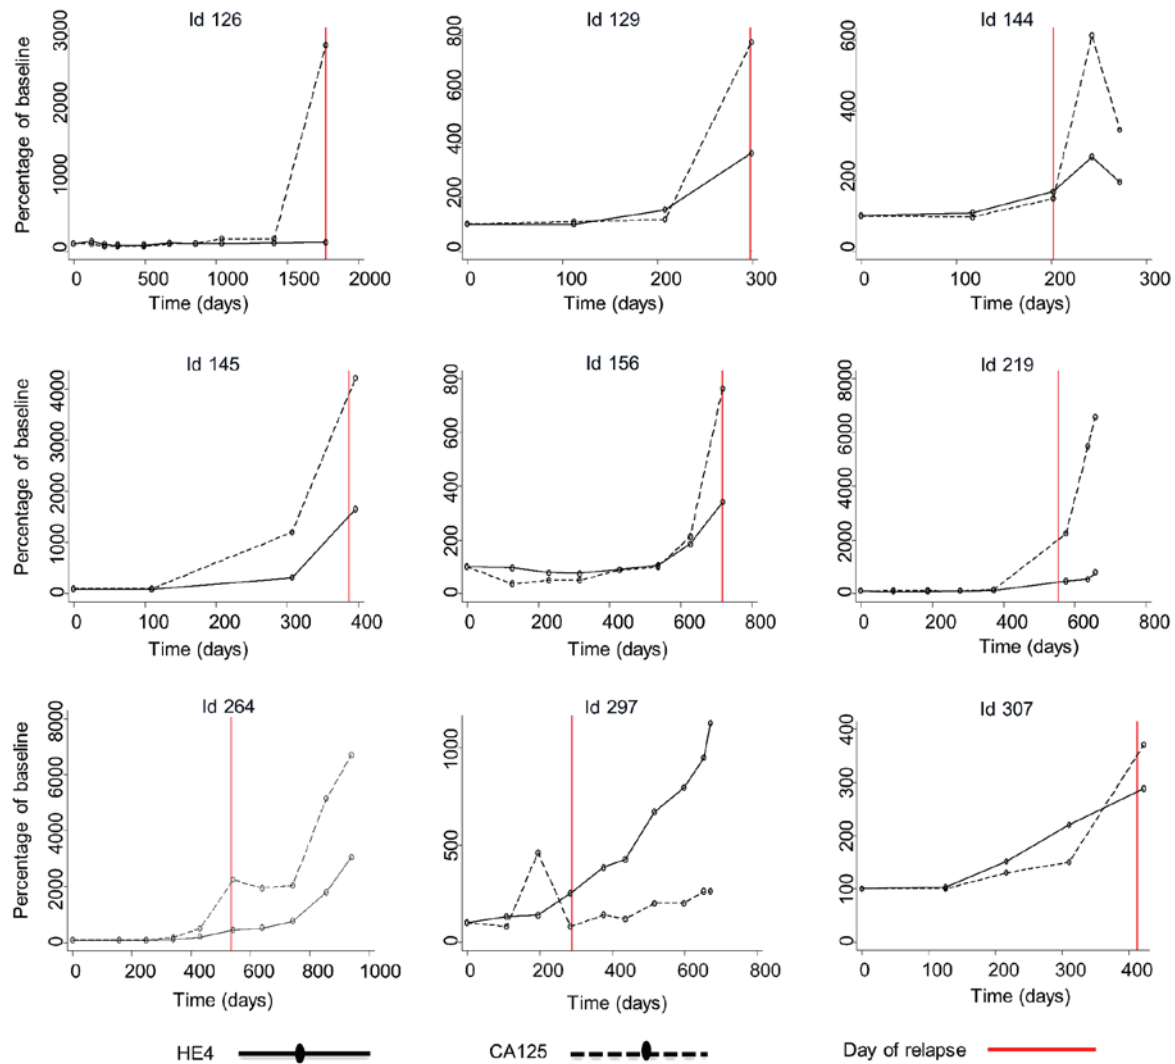 Id 126
Id 129
Id 144
Percentage of baseline
3000
2000
1000
0
0 500 1000 1500 2000
Time (days)
800
600
400
200
0
0 100 200 300
Time (days)
600
400
200
0
0 100 200 300
Time (days)
Id 145
Id 156
Id 219
Percentage of baseline
4000
3000
2000
1000
0
0 100 200 300 400
Time (days)
800
600
400
200
0
0 200 400 600 800
Time (days)
8000
6000
4000
2000
0
0 200 400 600 800
Time (days)
Id 264
Id 297
Id 307
Percentage of baseline
8000
6000
4000
2000
0
0 200 400 600 800 1000
Time (days)
1000
500
0
0 200 400 600 800
Time (days)
400
300
200
100
0
0 100 200 300 400
Time (days)
HE4
CA125
Day of relapse